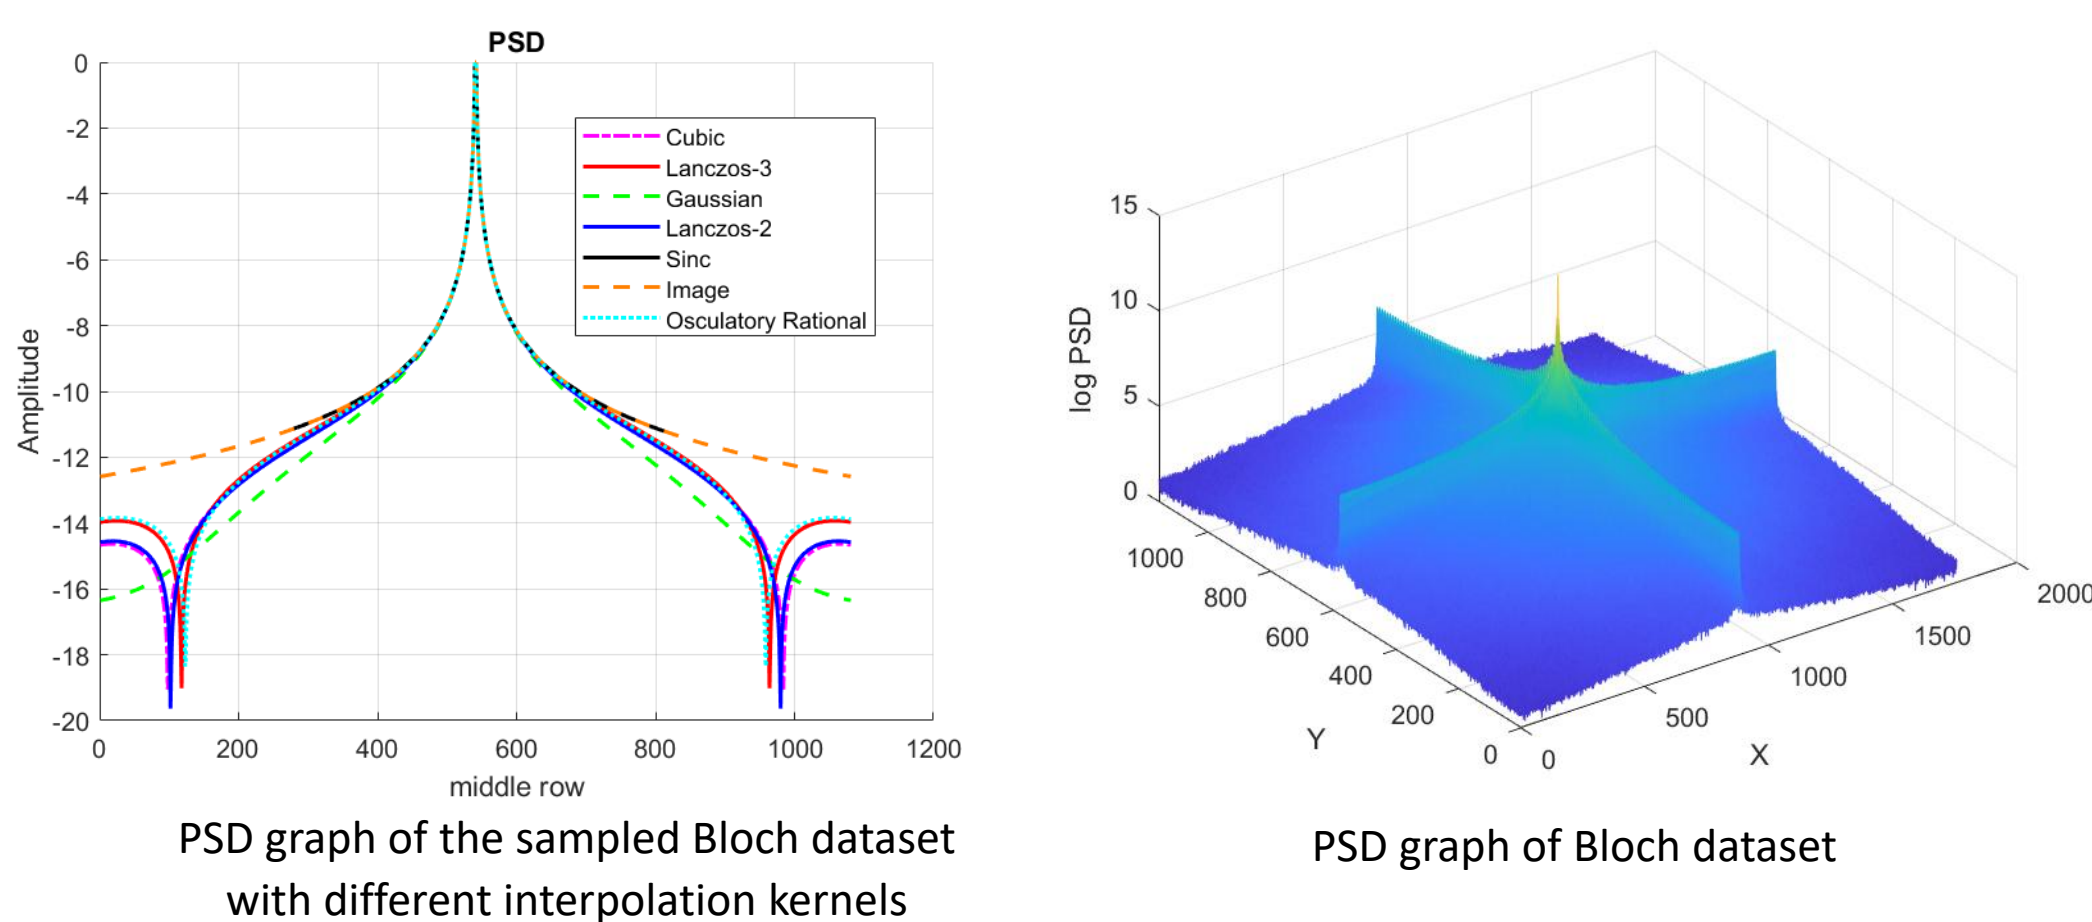 PSD
0
-2
-4
-6
-8
-10
-12
-14
-16
-18
-20
Amplitude
Cubic
Lanczos-3
Gaussian
Lanczos-2
Sinc
Image
Osculatory Rational
0 200 400 600 800 1000 1200
middle row
PSD graph of the sampled Bloch dataset
with different interpolation kernels
15
10
5
0
log PSD
1000
800
600
400
200
0
Y
0
500
1000
1500
2000
X
PSD graph of Bloch dataset